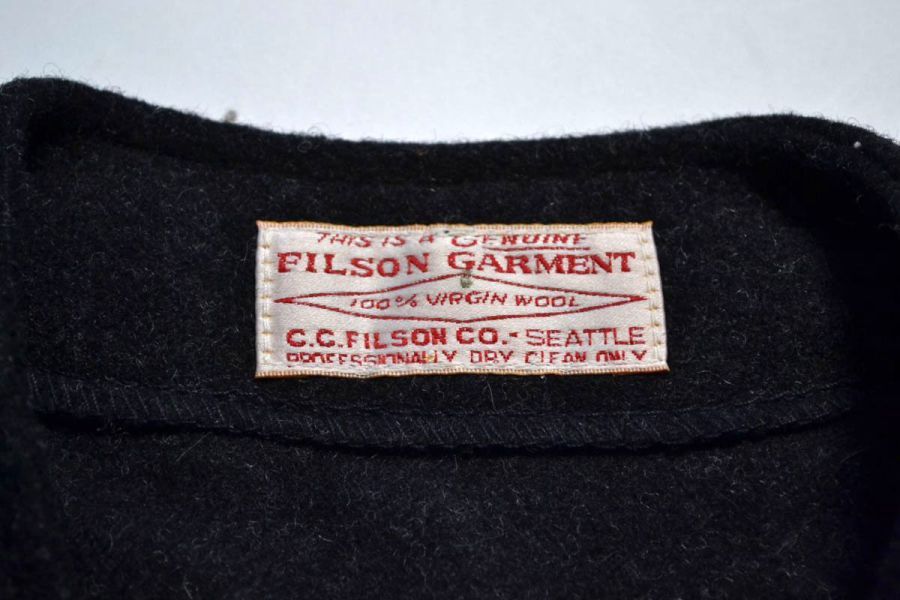 THIS IS A GENUINE
FILSON GARMENT
100% VIRGIN WOOL
C.C. FILSON CO. - SEATTLE
PROFESSIONALLY DRY CLEAN ONLY